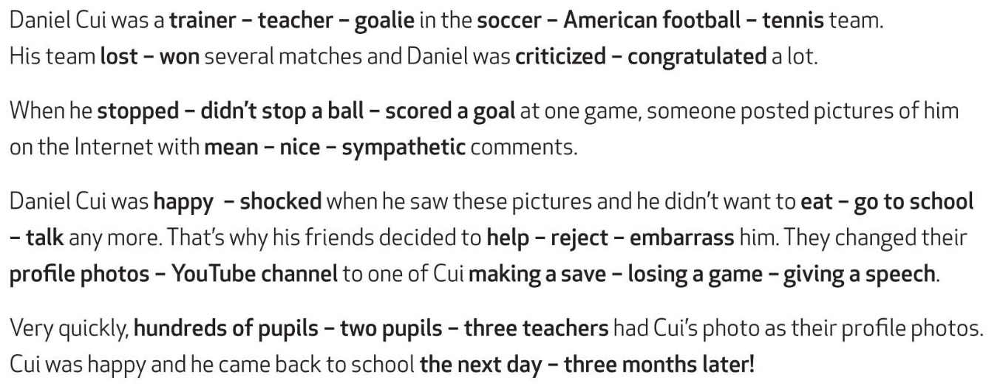 Daniel Cui was a trainer – teacher – goalie in the soccer – American football – tennis team.
His team lost – won several matches and Daniel was criticized – congratulated a lot.
When he stopped – didn't stop a ball – scored a goal at one game, someone posted pictures of him
on the Internet with mean – nice – sympathetic comments.
Daniel Cui was happy – shocked when he saw these pictures and he didn't want to eat – go to school
– talk any more. That's why his friends decided to help – reject – embarrass him. They changed their
profile photos – YouTube channel to one of Cui making a save – losing a game – giving a speech.
Very quickly, hundreds of pupils – two pupils – three teachers had Cui's photo as their profile photos.
Cui was happy and he came back to school the next day – three months later!